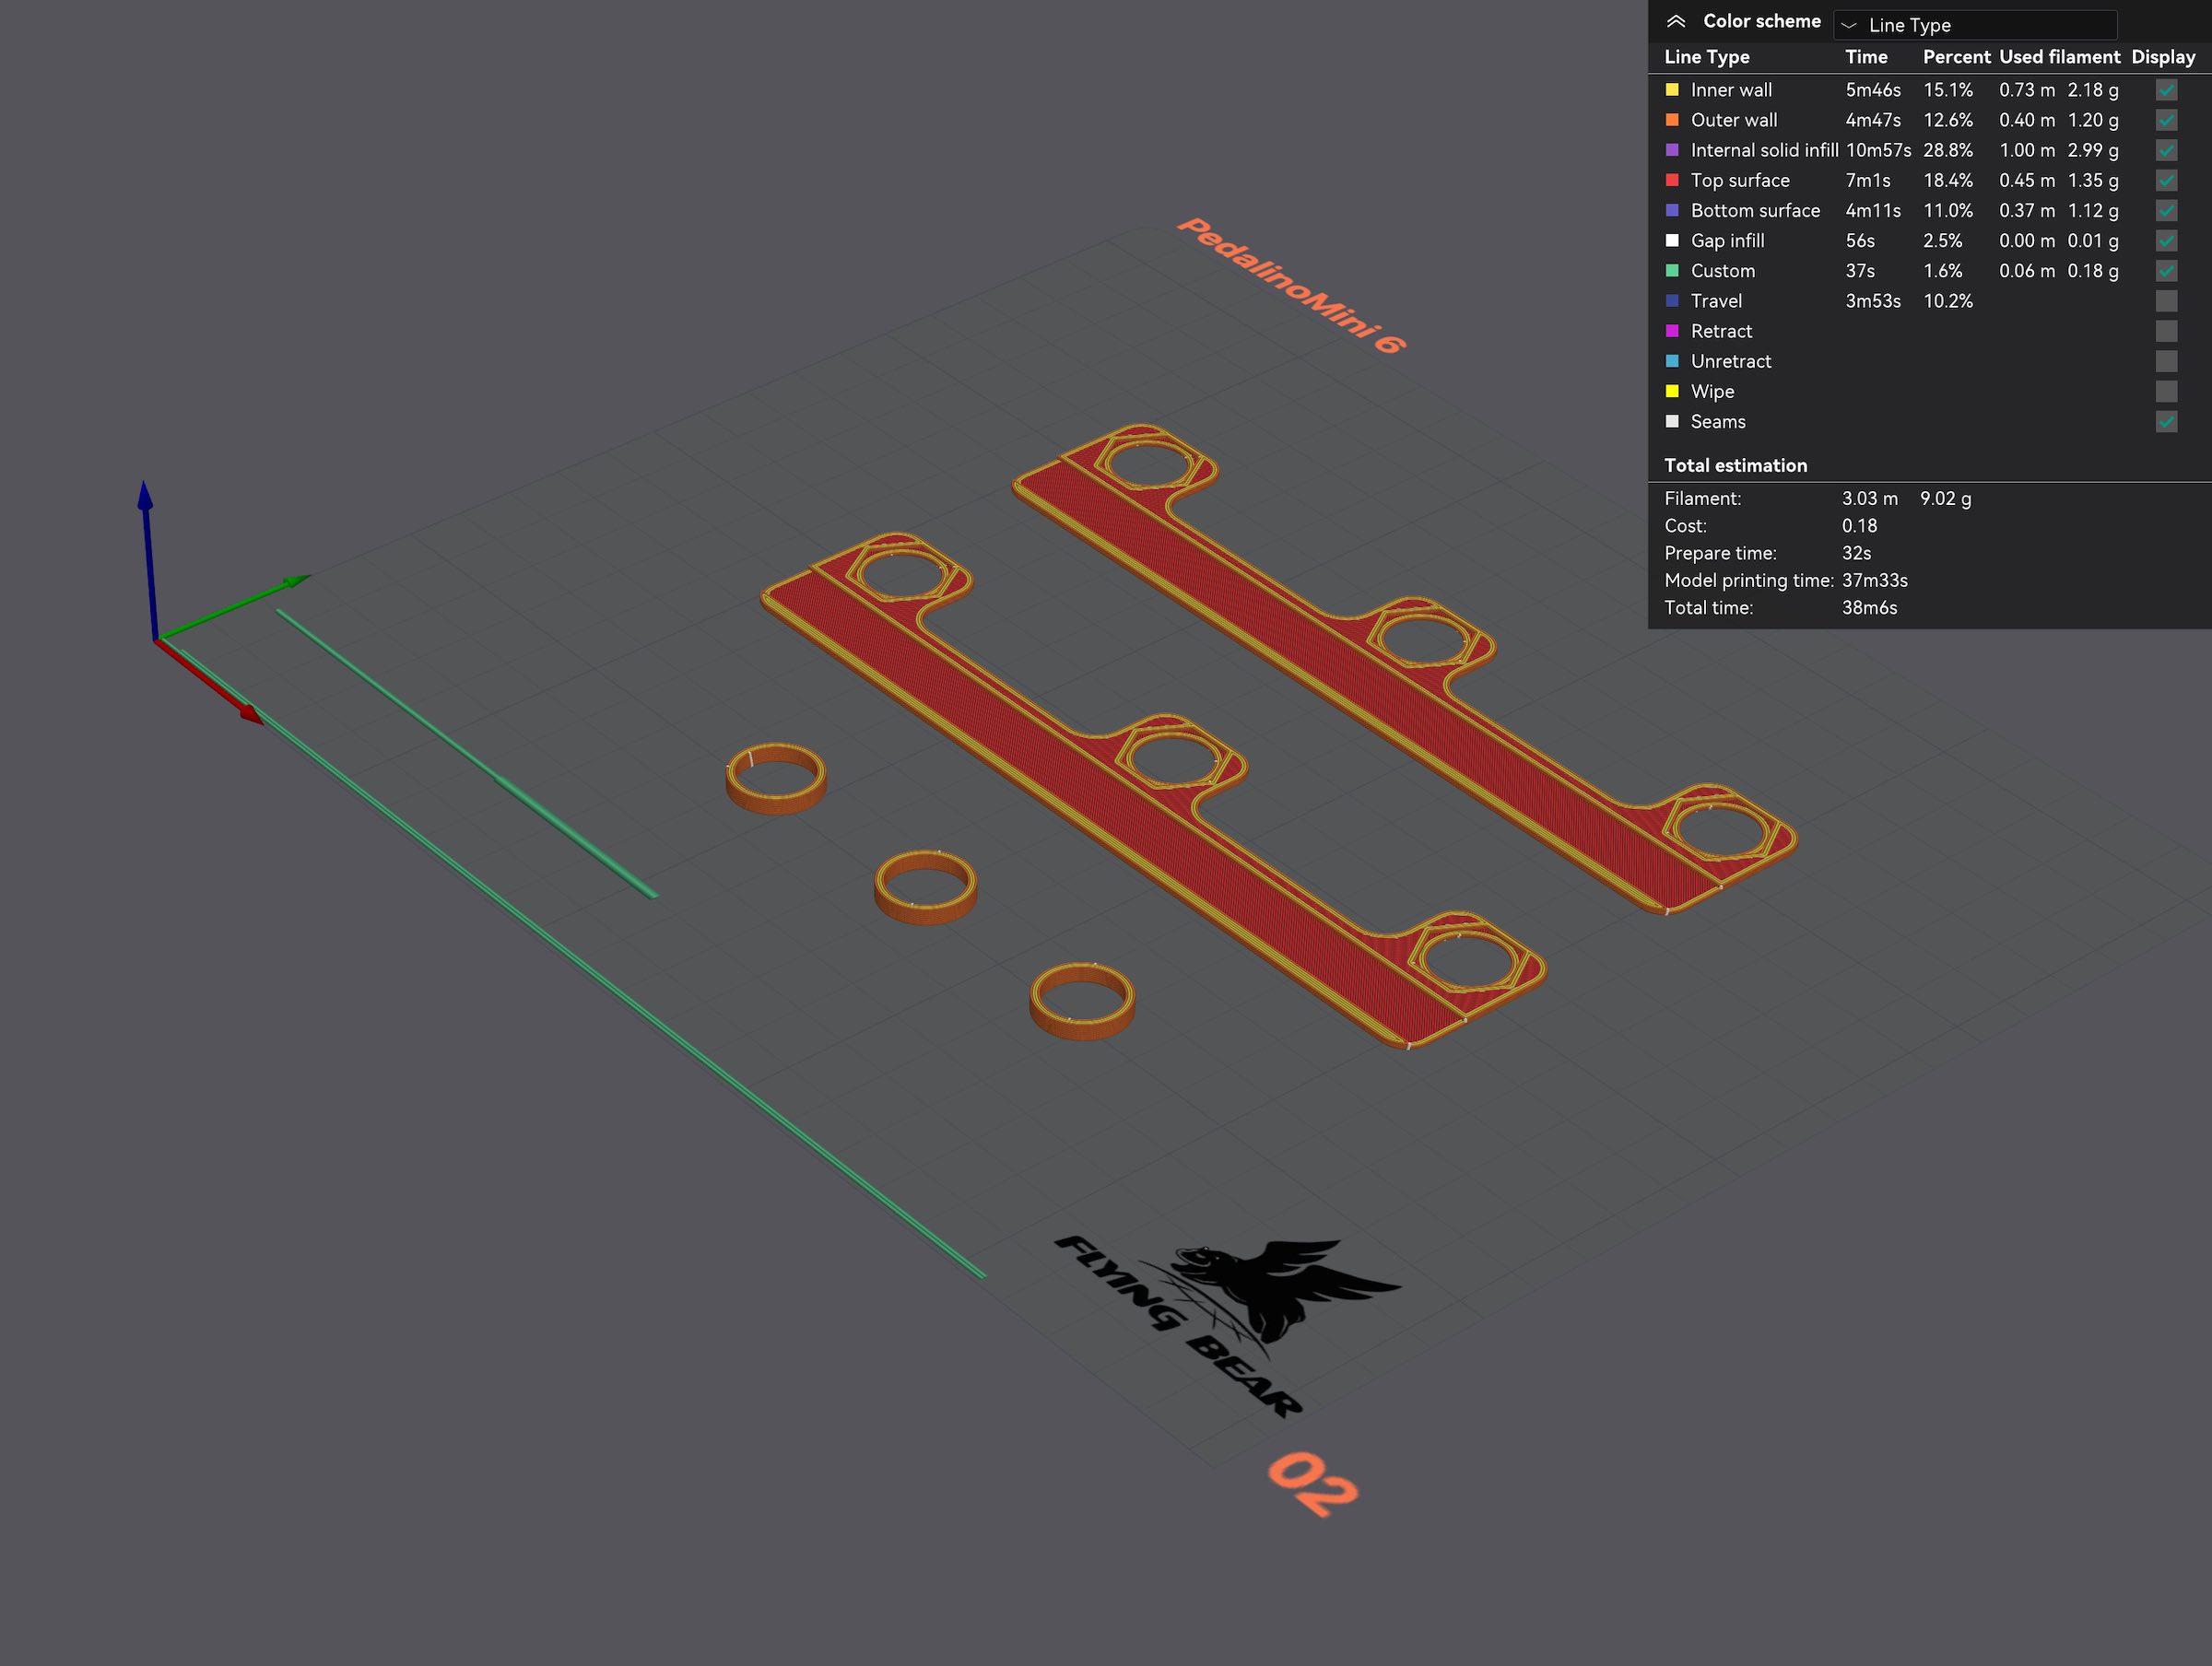 Color scheme Line Type
Line Type Time Percent Used filament Display
Inner wall 5m46s 15.1% 0.73 m 2.18 g
Outer wall 4m47s 12.6% 0.40 m 1.20 g
Internal solid infill 10m57s 28.8% 1.00 m 2.99 g
Top surface 7m1s 18.4% 0.45 m 1.35 g
Bottom surface 4m11s 11.0% 0.37 m 1.12 g
Gap infill 56s 2.5% 0.00 m 0.01 g
Custom 37s 1.6% 0.06 m 0.18 g
Travel 3m53s 10.2%
Retract
Unretract
Wipe
Seams
Total estimation
Filament: 3.03 m 9.02 g
Cost: 0.18
Prepare time: 32s
Model printing time: 37m33s
Total time: 38m6s
PedalinoMini 6
FLYING BEAR
02